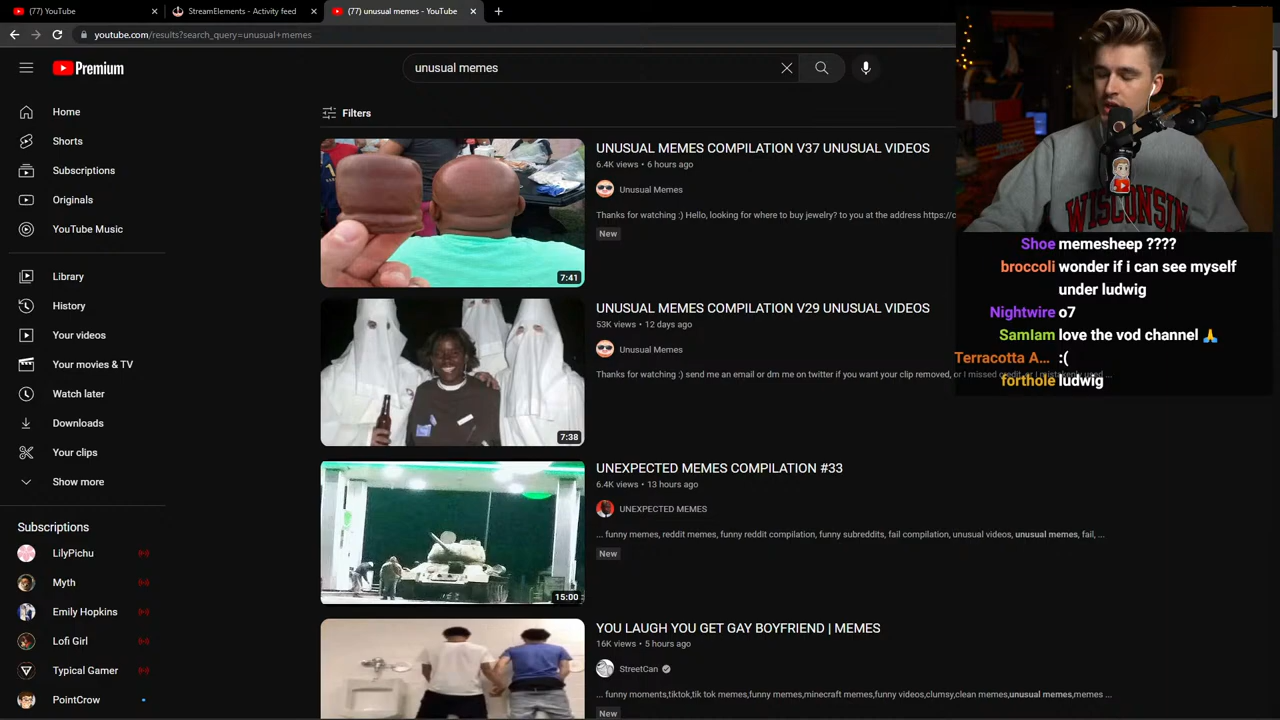 (77) YouTube
StreamElements - Activity feed
(77) unusual memes - YouTube
youtube.com/results?search_query=unusual+memes
Premium
unusual memes
Home
Shorts
Subscriptions
Originals
YouTube Music
Library
History
Your videos
Your movies & TV
Watch later
Downloads
Your clips
Show more
Subscriptions
LilyPichu
Myth
Emily Hopkins
Lofi Girl
Typical Gamer
PointCrow
Filters
7:41
UNUSUAL MEMES COMPILATION V37 UNUSUAL VIDEOS
6.4K views • 6 hours ago
Unusual Memes
Thanks for watching :) Hello, looking for where to buy jewelry? to you at the address https://
New
7:38
UNUSUAL MEMES COMPILATION V29 UNUSUAL VIDEOS
53K views • 12 days ago
Unusual Memes
Thanks for watching :) send me an email or dm me on twitter if you want your clip removed, or I missed credit, or I mistakenly used ...
15:00
UNEXPECTED MEMES COMPILATION #33
6.4K views • 13 hours ago
UNEXPECTED MEMES
... funny memes, reddit memes, funny reddit compilation, funny subreddits, fail compilation, unusual videos, unusual memes, fail, ...
New
YOU LAUGH YOU GET GAY BOYFRIEND | MEMES
16K views • 5 hours ago
StreetCan
... funny moments,tiktok,tik tok memes,funny memes,minecraft memes,funny videos,clumsy,clean memes,unusual memes,memes ...
New
WISCONSIN
Shoe memesheep ????
broccoli wonder if i can see myself
under ludwig
Nightwire o7
SamIam love the vod channel 🙏
Terracotta A... :(
forthole ludwig